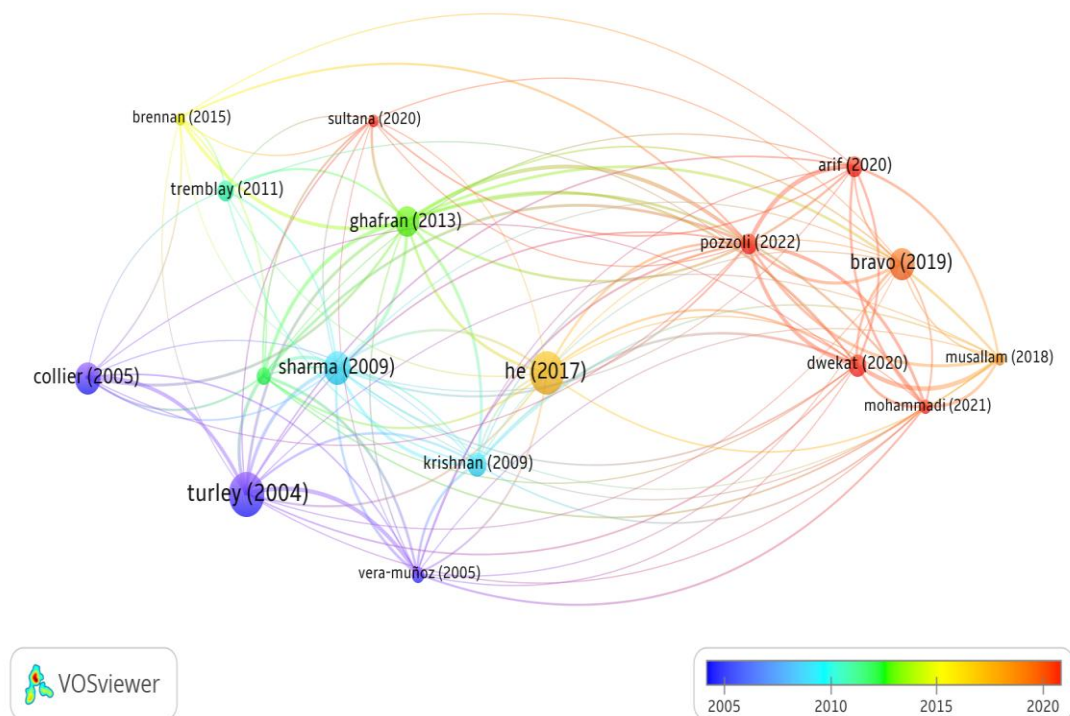 brennan (2015)
sultana (2020)
arif (2020)
tremblay (2011)
ghafran (2013)
pozzoli (2022)
bravo (2019)
musallam (2018)
sharma (2009)
dwekat (2020)
he (2017)
collier (2005)
mohammadi (2021)
krishnan (2009)
turley (2004)
vera-muñoz (2005)
VOSviewer
2005 2010 2015 2020